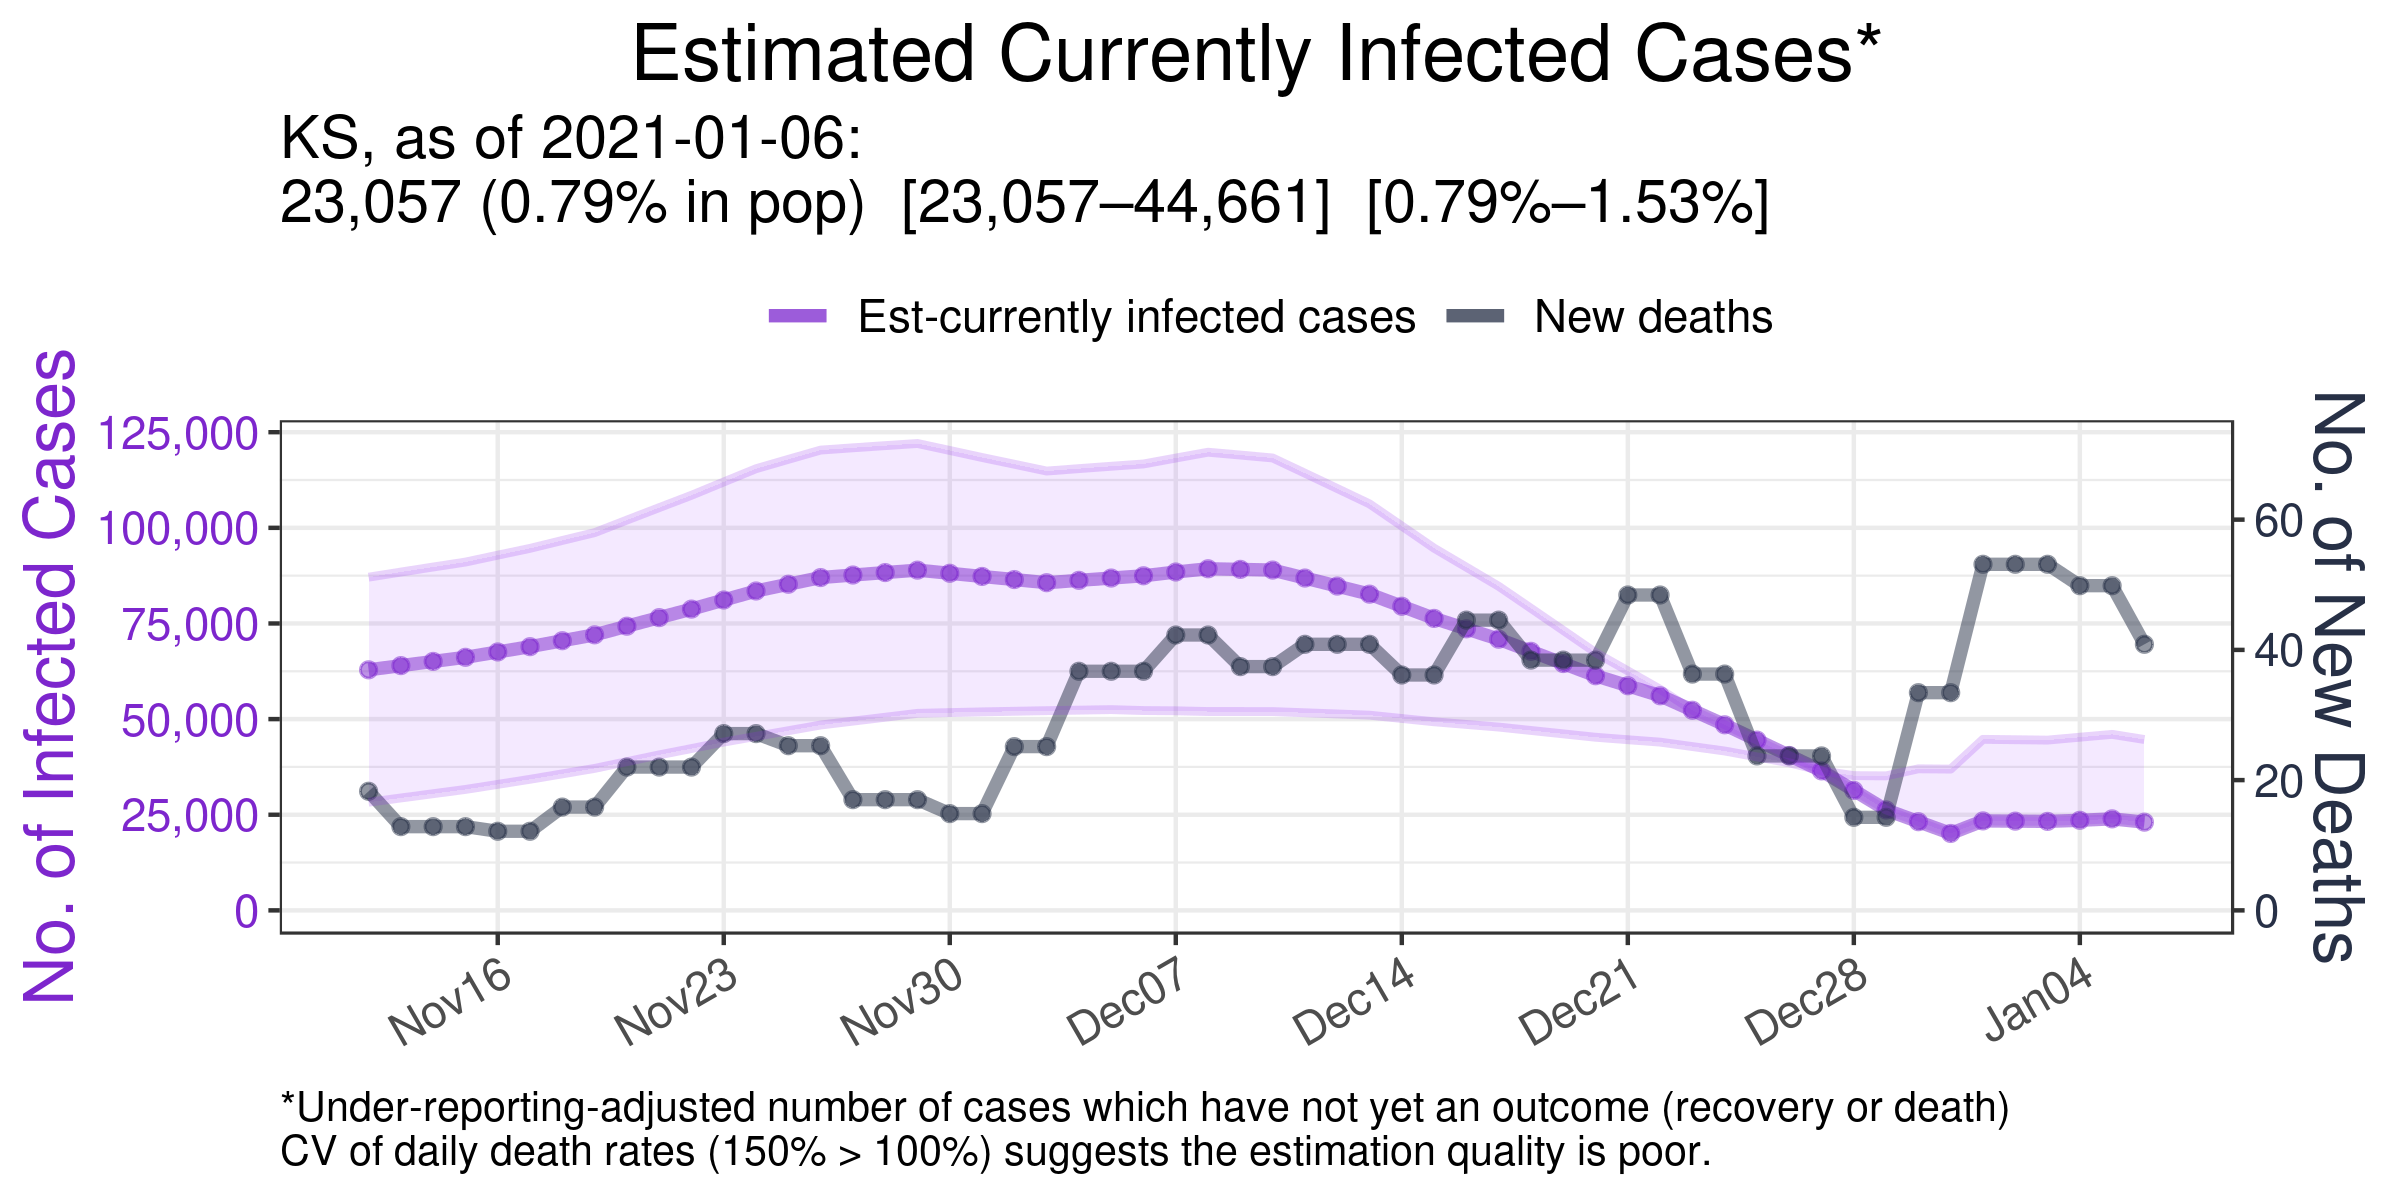 Estimated Currently Infected Cases*
KS, as of 2021-01-06:
23,057 (0.79% in pop)  [23,057–44,661]  [0.79%–1.53%]
Est-currently infected cases
New deaths
No. of Infected Cases
125,000
100,000
75,000
50,000
25,000
0
60
40
20
0
No. of New Deaths
Nov16
Nov23
Nov30
Dec07
Dec14
Dec21
Dec28
Jan04
*Under-reporting-adjusted number of cases which have not yet an outcome (recovery or death)
CV of daily death rates (150% > 100%) suggests the estimation quality is poor.